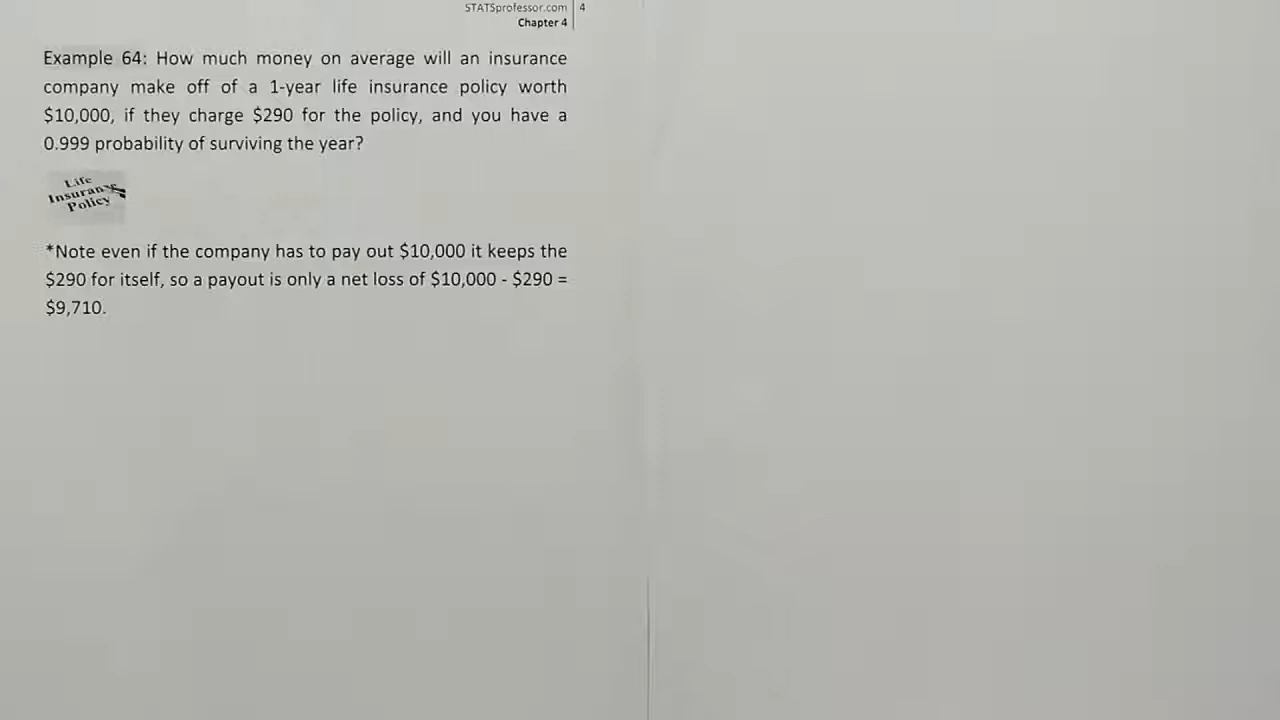 STATSprofessor.com 4
Chapter 4
Example 64: How much money on average will an insurance
company make off of a 1-year life insurance policy worth
$10,000, if they charge $290 for the policy, and you have a
0.999 probability of surviving the year?
Life
Insurance
Policy
*Note even if the company has to pay out $10,000 it keeps the
$290 for itself, so a payout is only a net loss of $10,000 - $290 =
$9,710.